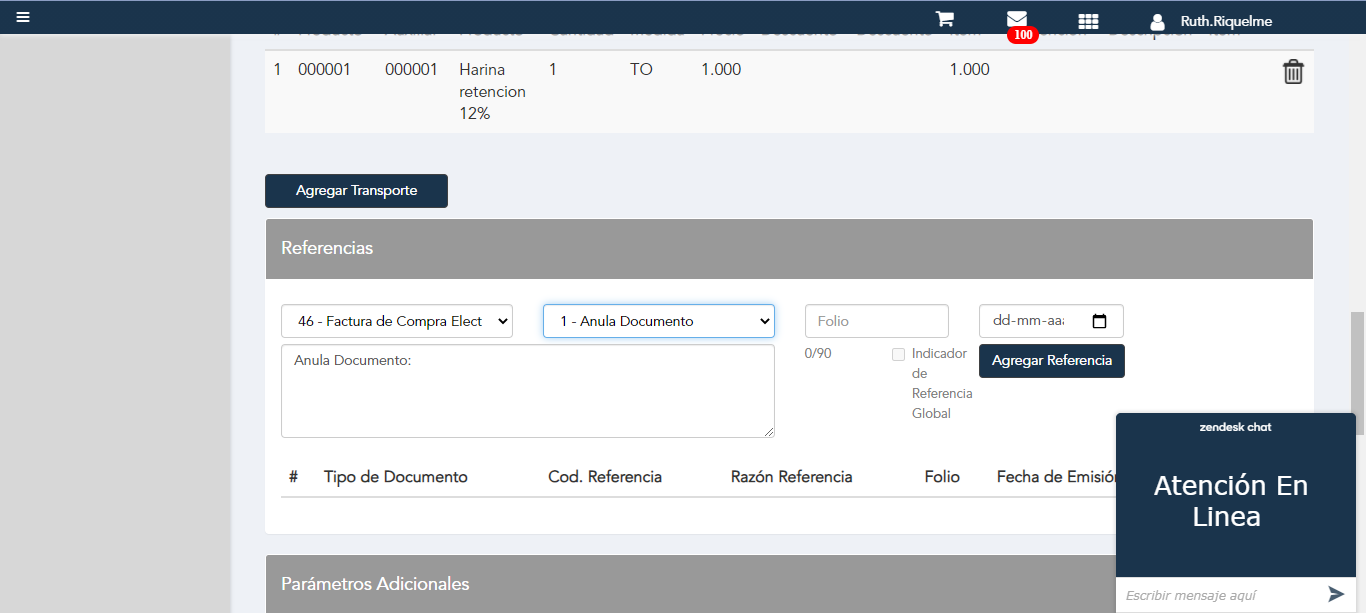 Ruth.Riquelme
100
1 000001 000001 Harina 1 TO 1.000 1.000
retencion
12%
Agregar Transporte
Referencias
46 - Factura de Compra Elect 1 - Anula Documento Folio dd-mm-aaa
Anula Documento: 0/90 Indicador Agregar Referencia
de
Referencia
Global
# Tipo de Documento Cod. Referencia Razón Referencia Folio Fecha de Emisión
Parámetros Adicionales
zendesk chat
Atención En
Linea
Escribir mensaje aquí